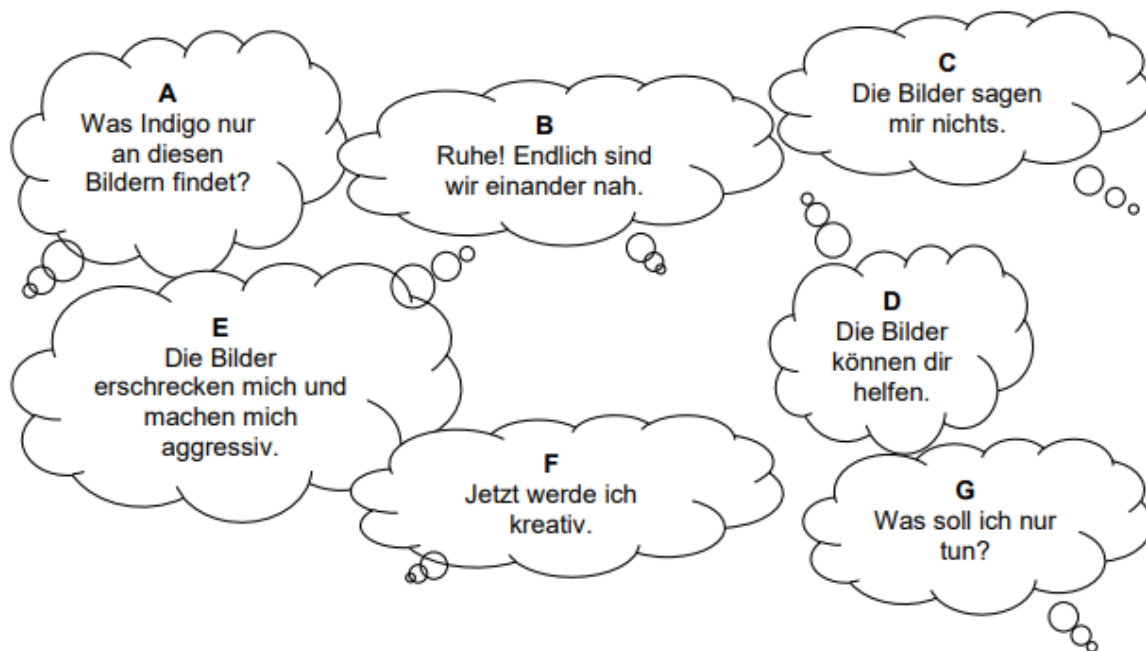 A
Was Indigo nur
an diesen
Bildern findet?
B
Ruhe! Endlich sind
wir einander nah.
C
Die Bilder sagen
mir nichts.
D
Die Bilder
können dir
helfen.
E
Die Bilder
erschrecken mich und
machen mich
aggressiv.
F
Jetzt werde ich
kreativ.
G
Was soll ich nur
tun?